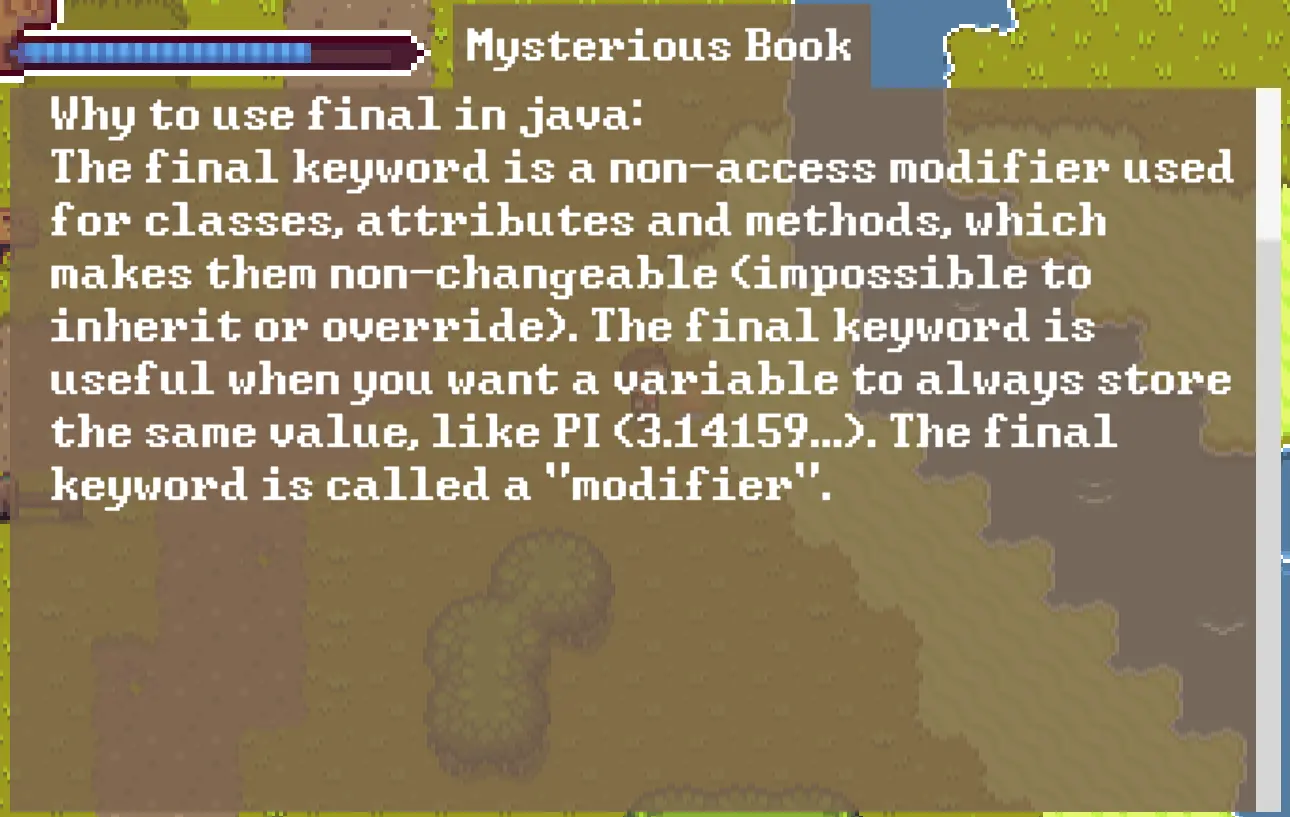 Mysterious Book
Why to use final in java:
The final keyword is a non-access modifier used
for classes, attributes and methods, which
makes them non-changeable (impossible to
inherit or override). The final keyword is
useful when you want a variable to always store
the same value, like PI (3.14159...). The final
keyword is called a "modifier".